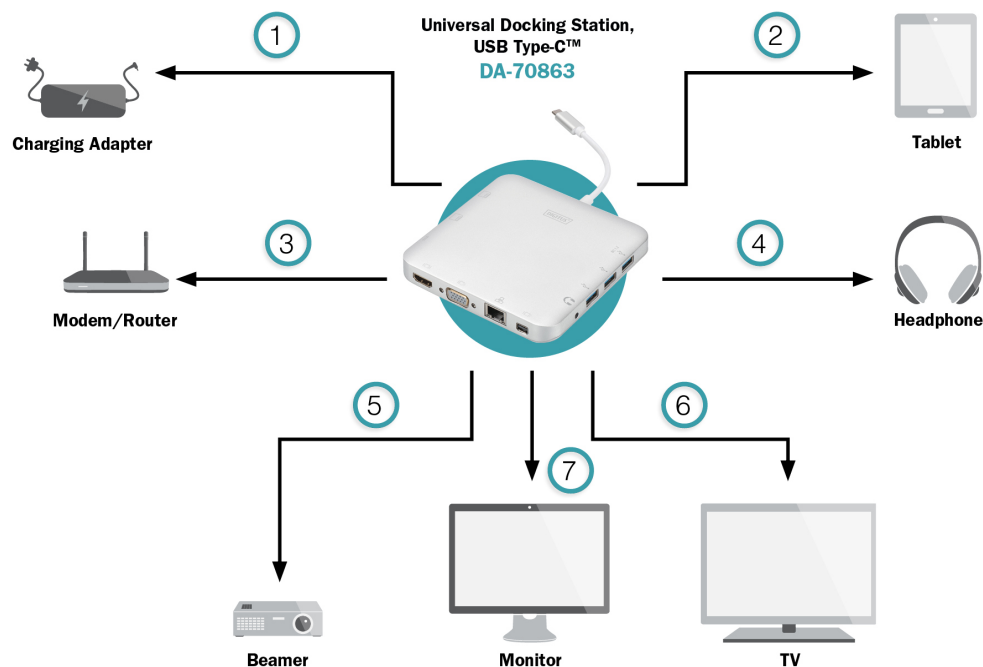 Universal Docking Station,
USB Type-C™
DA-70863
1
2
Charging Adapter
Tablet
3
4
Modem/Router
Headphone
5
6
7
Beamer
Monitor
TV